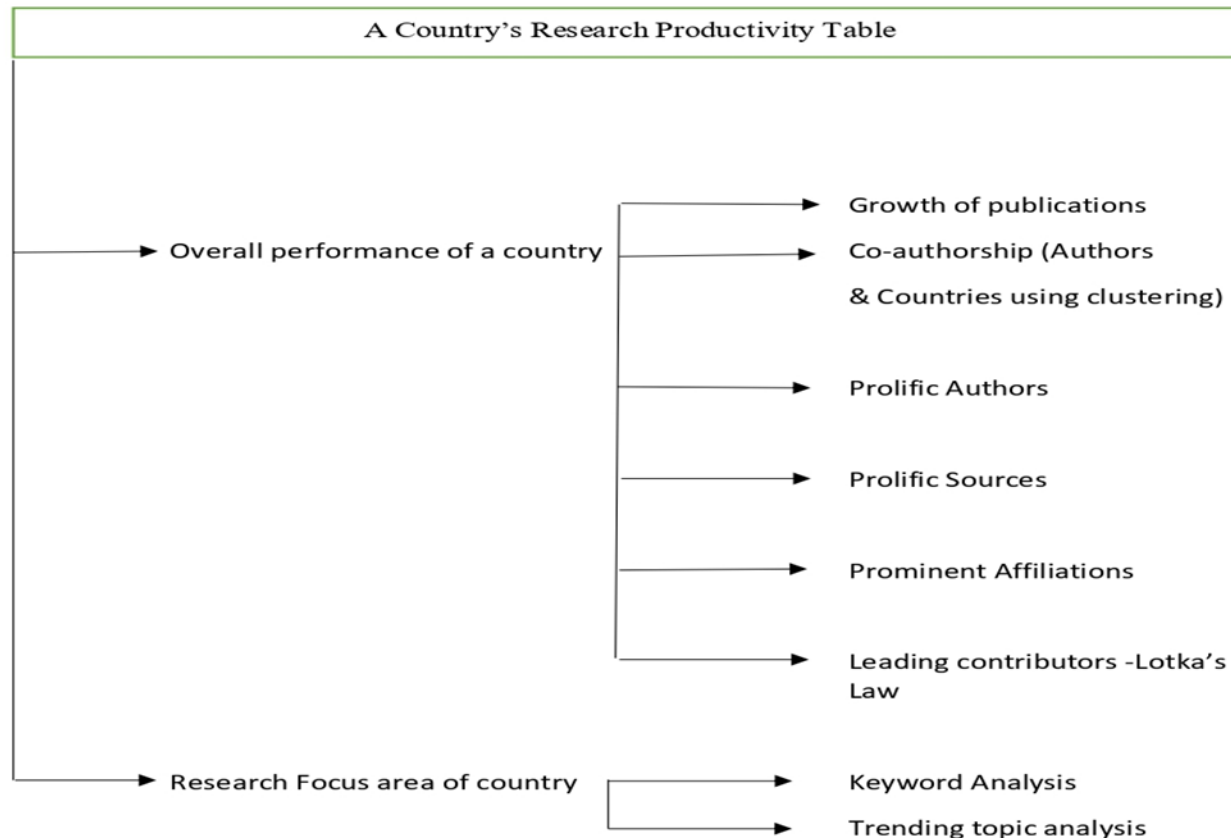 A Country’s Research Productivity Table
Overall performance of a country
Growth of publications
Co-authorship (Authors
& Countries using clustering)
Prolific Authors
Prolific Sources
Prominent Affiliations
Leading contributors -Lotka’s
Law
Research Focus area of country
Keyword Analysis
Trending topic analysis